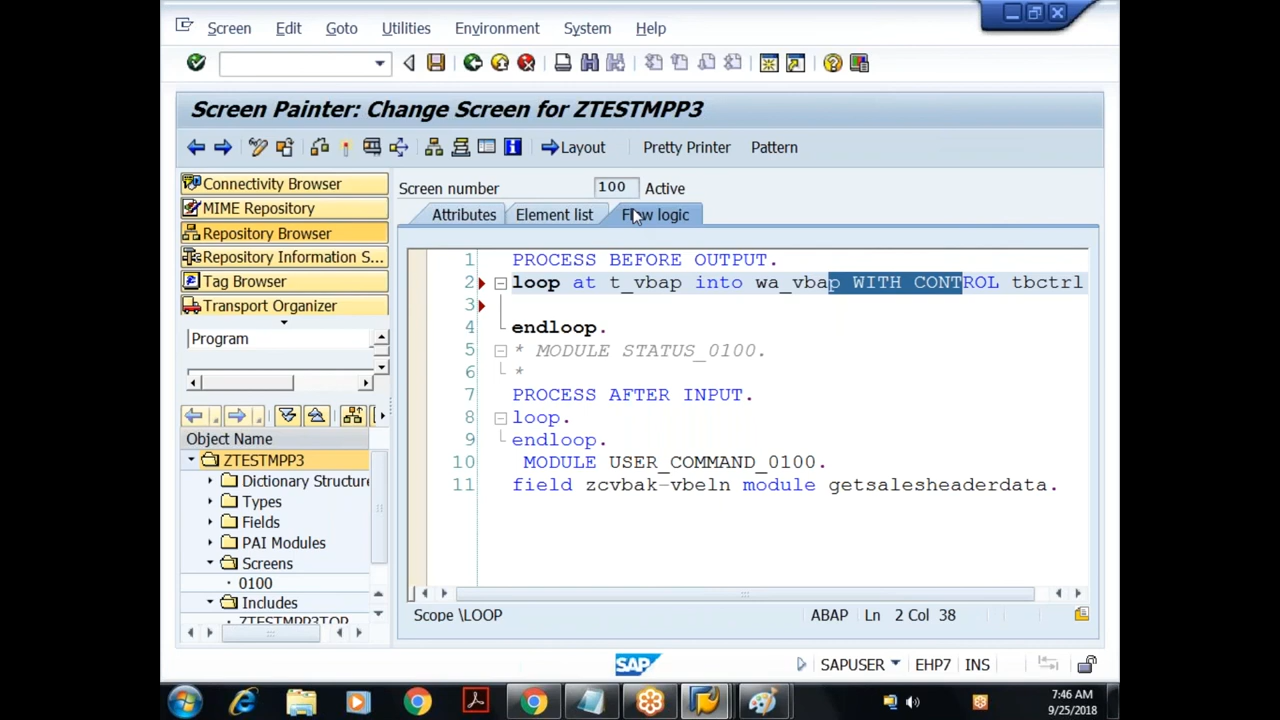 Screen Edit Goto Utilities Environment System Help
Screen Painter: Change Screen for ZTESTMPP3
Layout Pretty Printer Pattern
Connectivity Browser
MIME Repository
Repository Browser
Repository Information S...
Tag Browser
Transport Organizer
Program
Object Name
ZTESTMPP3
Dictionary Structure
Types
Fields
PAI Modules
Screens
0100
Includes
ZTESTMPP3TOP
Screen number 100 Active
Attributes Element list Flow logic
1 PROCESS BEFORE OUTPUT.
2 loop at t_vbap into wa_vbap WITH CONTROL tbctrl
3
4 endloop.
5 * MODULE STATUS_0100.
6 *
7 PROCESS AFTER INPUT.
8 loop.
9 endloop.
10 MODULE USER_COMMAND_0100.
11 field zcvbak-vbeln module getsalesheaderdata.
Scope \LOOP ABAP Ln 2 Col 38
SAP SAPUSER EHP7 INS
7:46 AM
9/25/2018